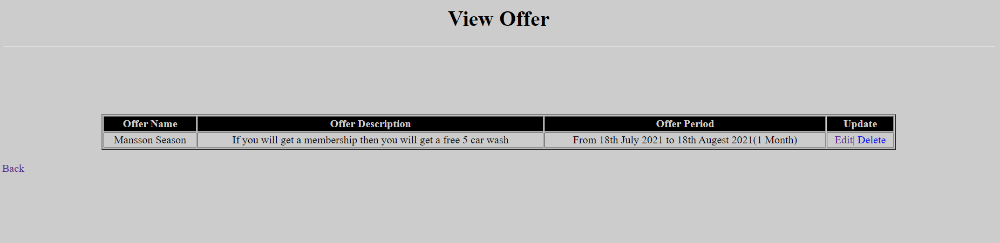 View Offer
Offer Name Offer Description Offer Period Update
Mansson Season If you will get a membership then you will get a free 5 car wash From 18th July 2021 to 18th Augest 2021(1 Month) Edit| Delete
Back